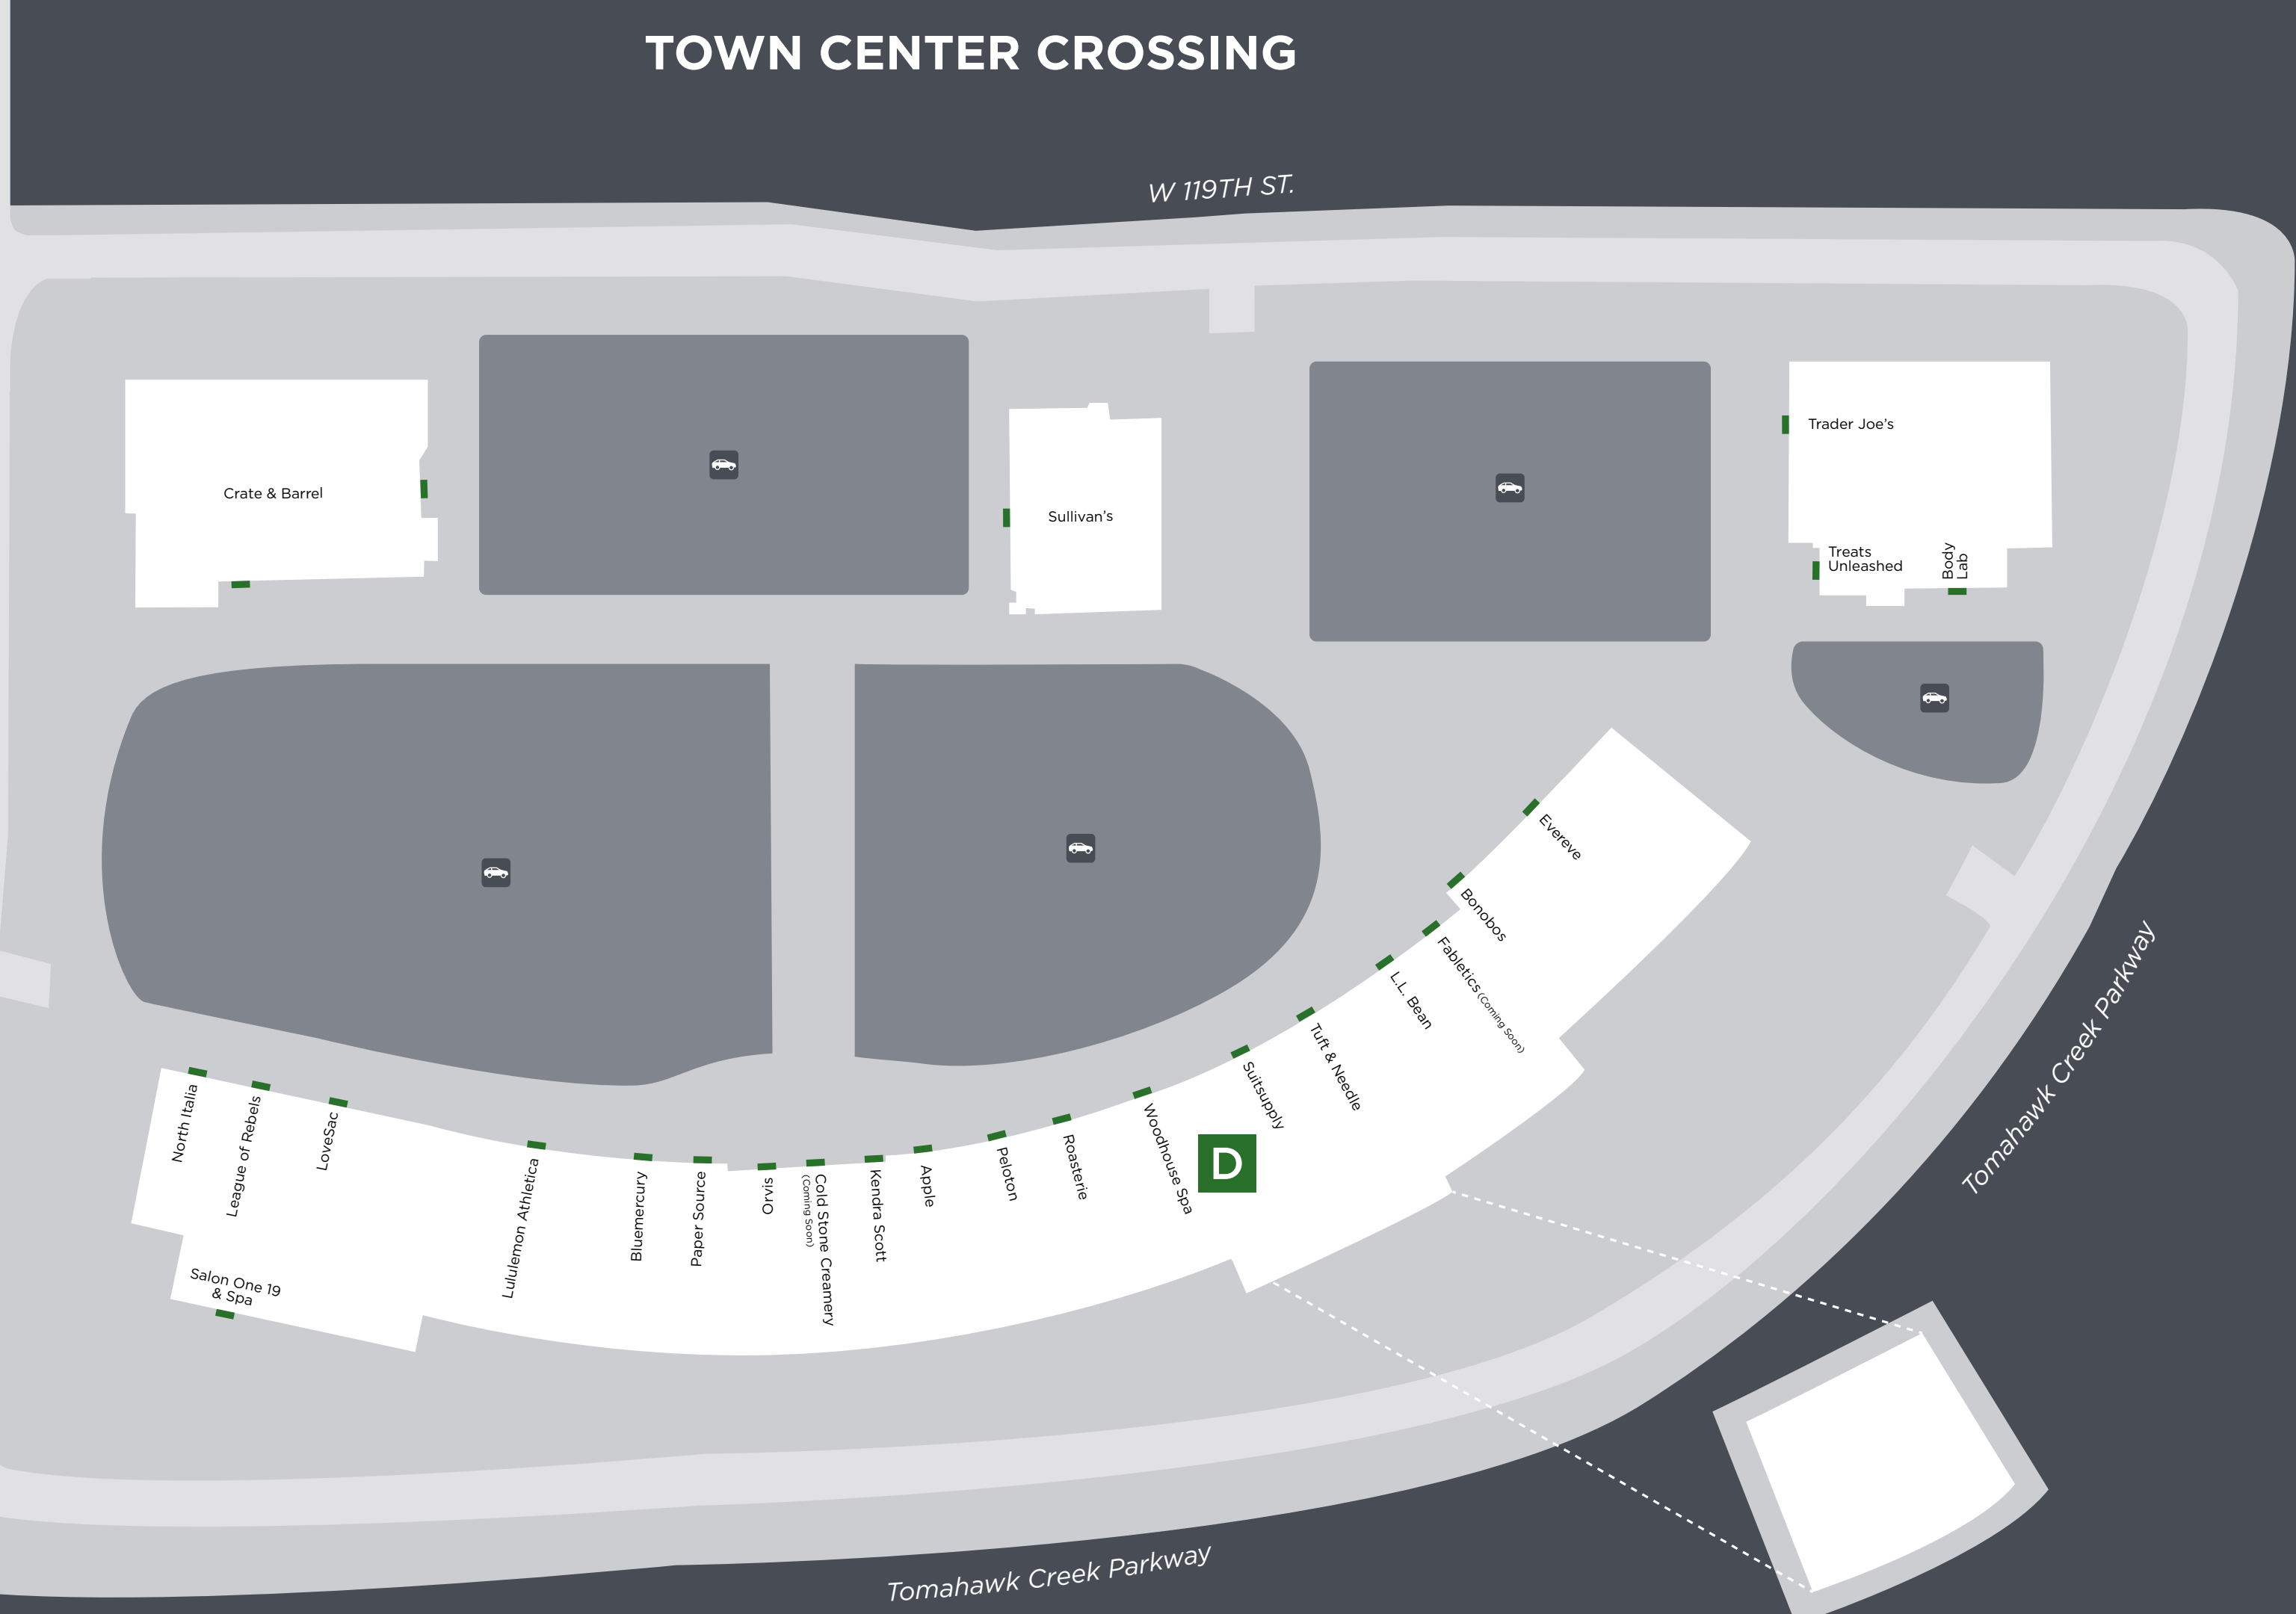 TOWN CENTER CROSSING
W 119TH ST.
Crate & Barrel
Sullivan's
Trader Joe's
Treats
Unleashed
Body
Lab
Evereve
Bonobos
Fabletics (Coming Soon)
L.L. Bean
Tuft & Needle
Suitsupply
D
Woodhouse Spa
Roasterie
Peloton
Apple
Kendra Scott
Cold Stone Creamery
(Coming Soon)
Orvis
Paper Source
Bluemercury
Lululemon Athletica
LoveSac
League of Rebels
North Italia
Salon One 19
& Spa
Tomahawk Creek Parkway
Tomahawk Creek Parkway